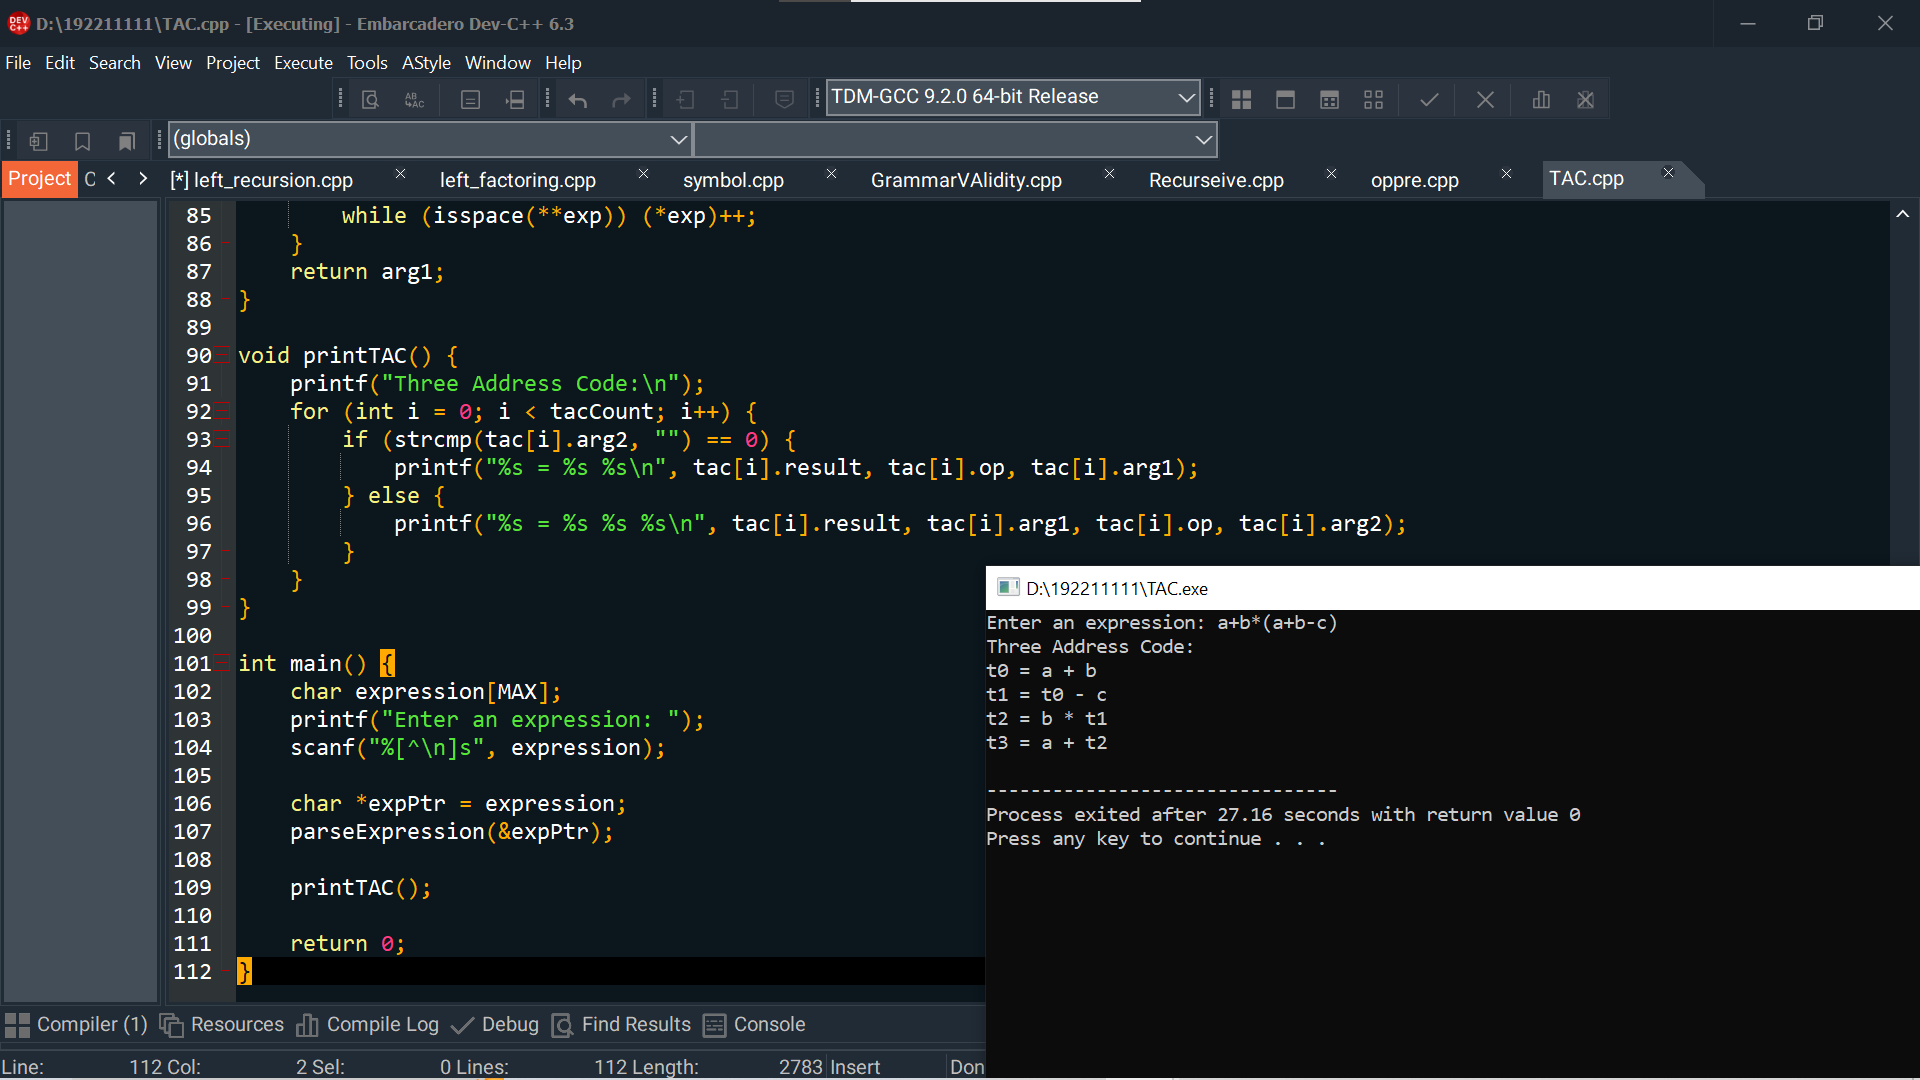 D:\192211111\TAC.cpp - [Executing] - Embarcadero Dev-C++ 6.3
File Edit Search View Project Execute Tools AStyle Window Help
TDM-GCC 9.2.0 64-bit Release
(globals)
Project [*] left_recursion.cpp left_factoring.cpp symbol.cpp GrammarVAlidity.cpp Recurseive.cpp oppre.cpp TAC.cpp
85 while (isspace(**exp)) (*exp)++;
86 }
87 return arg1;
88 }
89
90 void printTAC() {
91 printf("Three Address Code:\n");
92 for (int i = 0; i < tacCount; i++) {
93 if (strcmp(tac[i].arg2, "") == 0) {
94 printf("%s = %s %s\n", tac[i].result, tac[i].op, tac[i].arg1);
95 } else {
96 printf("%s = %s %s %s\n", tac[i].result, tac[i].arg1, tac[i].op, tac[i].arg2);
97 }
98 }
99 }
100
101 int main() {
102 char expression[MAX];
103 printf("Enter an expression: ");
104 scanf("%[^\n]s", expression);
105
106 char *expPtr = expression;
107 parseExpression(&expPtr);
108
109 printTAC();
110
111 return 0;
112 }
D:\192211111\TAC.exe
Enter an expression: a+b*(a+b-c)
Three Address Code:
t0 = a + b
t1 = t0 - c
t2 = b * t1
t3 = a + t2
--------------------------------
Process exited after 27.16 seconds with return value 0
Press any key to continue . . .
Compiler (1) Resources Compile Log Debug Find Results Console
Line: 112 Col: 2 Sel: 0 Lines: 112 Length: 2783 Insert Don